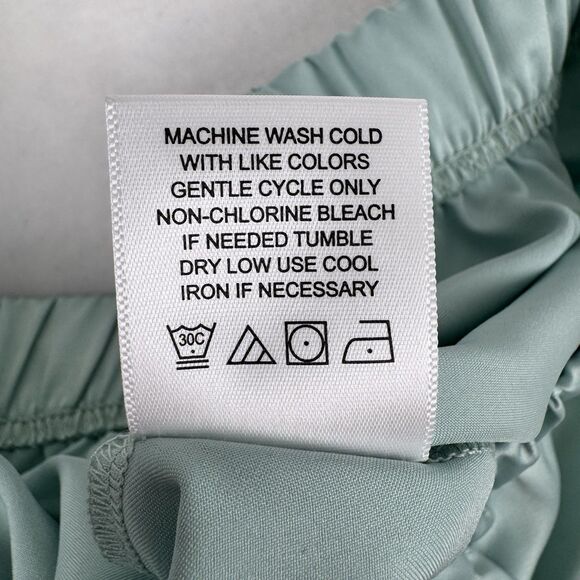 MACHINE WASH COLD
WITH LIKE COLORS
GENTLE CYCLE ONLY
NON-CHLORINE BLEACH
IF NEEDED TUMBLE
DRY LOW USE COOL
IRON IF NECESSARY
30C